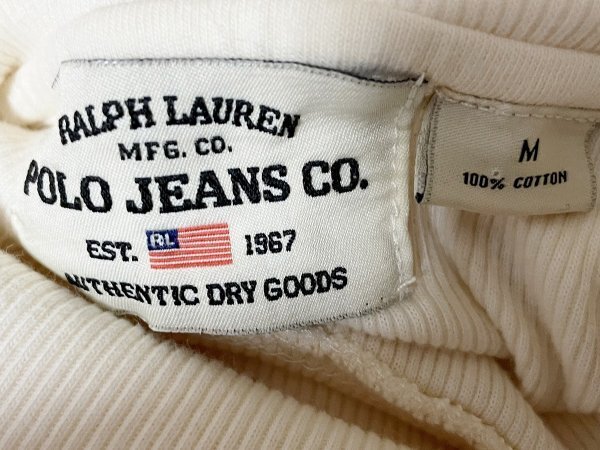 RALPH LAUREN
MFG. CO.
POLO JEANS CO.
EST. RL 1967
AUTHENTIC DRY GOODS
M
100% COTTON